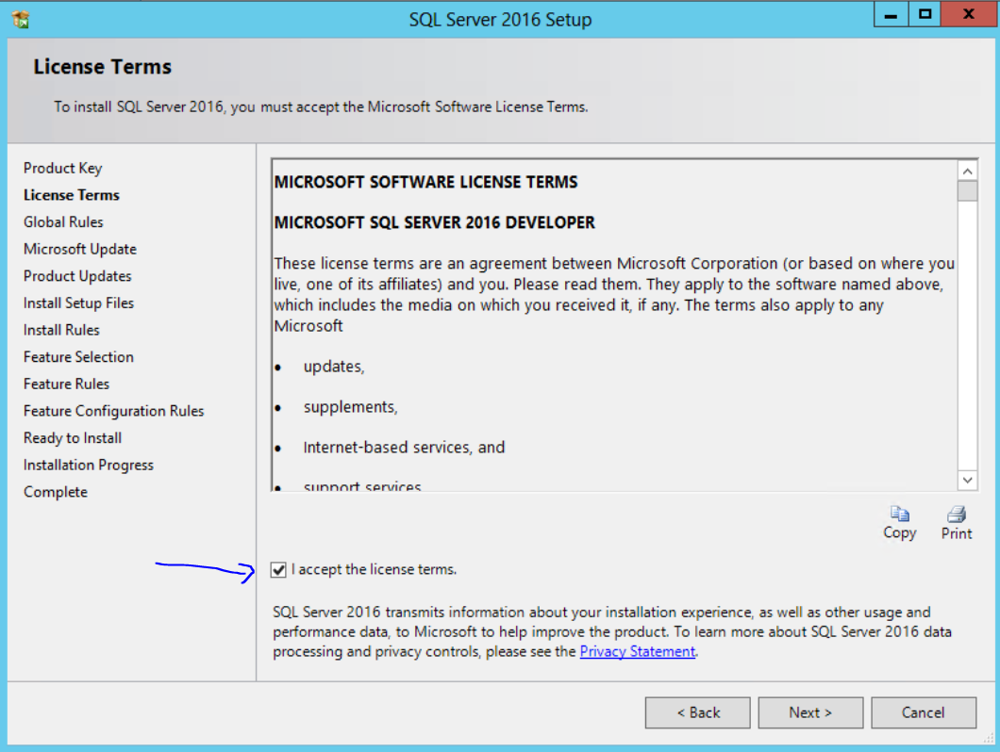 SQL Server 2016 Setup
License Terms
To install SQL Server 2016, you must accept the Microsoft Software License Terms.
Product Key
License Terms
Global Rules
Microsoft Update
Product Updates
Install Setup Files
Install Rules
Feature Selection
Feature Rules
Feature Configuration Rules
Ready to Install
Installation Progress
Complete
MICROSOFT SOFTWARE LICENSE TERMS
MICROSOFT SQL SERVER 2016 DEVELOPER
These license terms are an agreement between Microsoft Corporation (or based on where you
live, one of its affiliates) and you. Please read them. They apply to the software named above,
which includes the media on which you received it, if any. The terms also apply to any
Microsoft
• updates,
• supplements,
• Internet-based services, and
• support services
Copy
Print
I accept the license terms.
SQL Server 2016 transmits information about your installation experience, as well as other usage and
performance data, to Microsoft to help improve the product. To learn more about SQL Server 2016 data
processing and privacy controls, please see the Privacy Statement.
< Back
Next >
Cancel